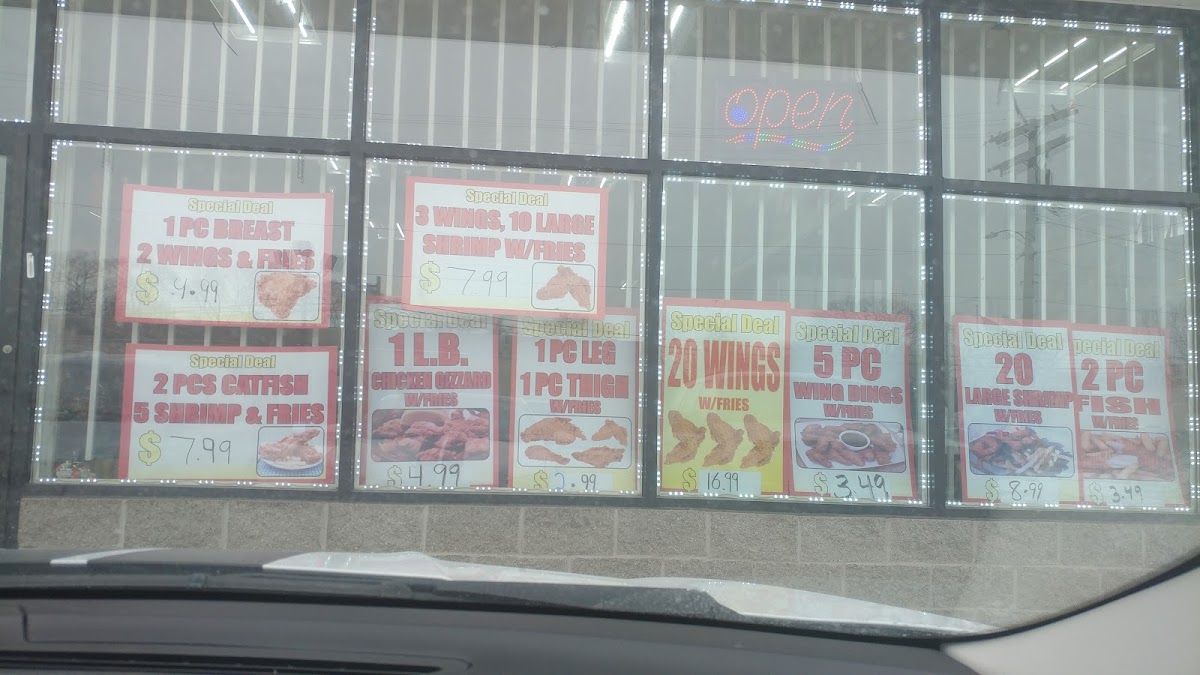 open
Special Deal
1 PC BREAST
2 WINGS & FRIES
$ 4.99
Special Deal
3 WINGS, 10 LARGE
SHRIMP W/FRIES
$ 7.99
Special Deal
2 PCS CATFISH
5 SHRIMP & FRIES
$ 7.99
Special Deal
1 L.B.
CHICKEN GIZZARD
W/FRIES
$ 4.99
Special Deal
1 PC LEG
1 PC THIGH
W/FRIES
$ 2.99
Special Deal
20 WINGS
W/FRIES
$ 16.99
Special Deal
5 PC
WING DINGS
W/FRIES
$ 3.49
Special Deal
20
LARGE SHRIMP
W/FRIES
$ 8.99
pecial Deal
2 PC
FISH
W/FRIES
$ 3.49